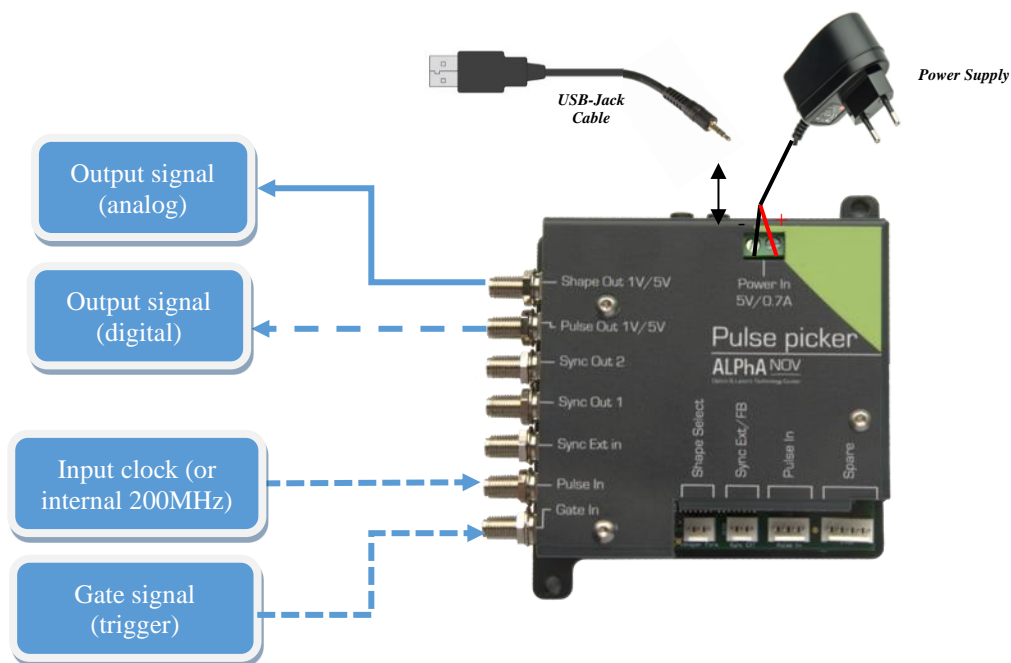 Power Supply
USB-Jack
Cable
Output signal
(analog)
Output signal
(digital)
Input clock (or
internal 200MHz)
Gate signal
(trigger)
- +
Shape Out 1V/5V
Pulse Out 1V/5V
Sync Out 2
Sync Out 1
Sync Ext in
Pulse In
Gate In
Power In
5V/0.7A
Pulse picker
ALPhA NOV
Shape Select
Sync Ext/FB
Pulse In
Spare